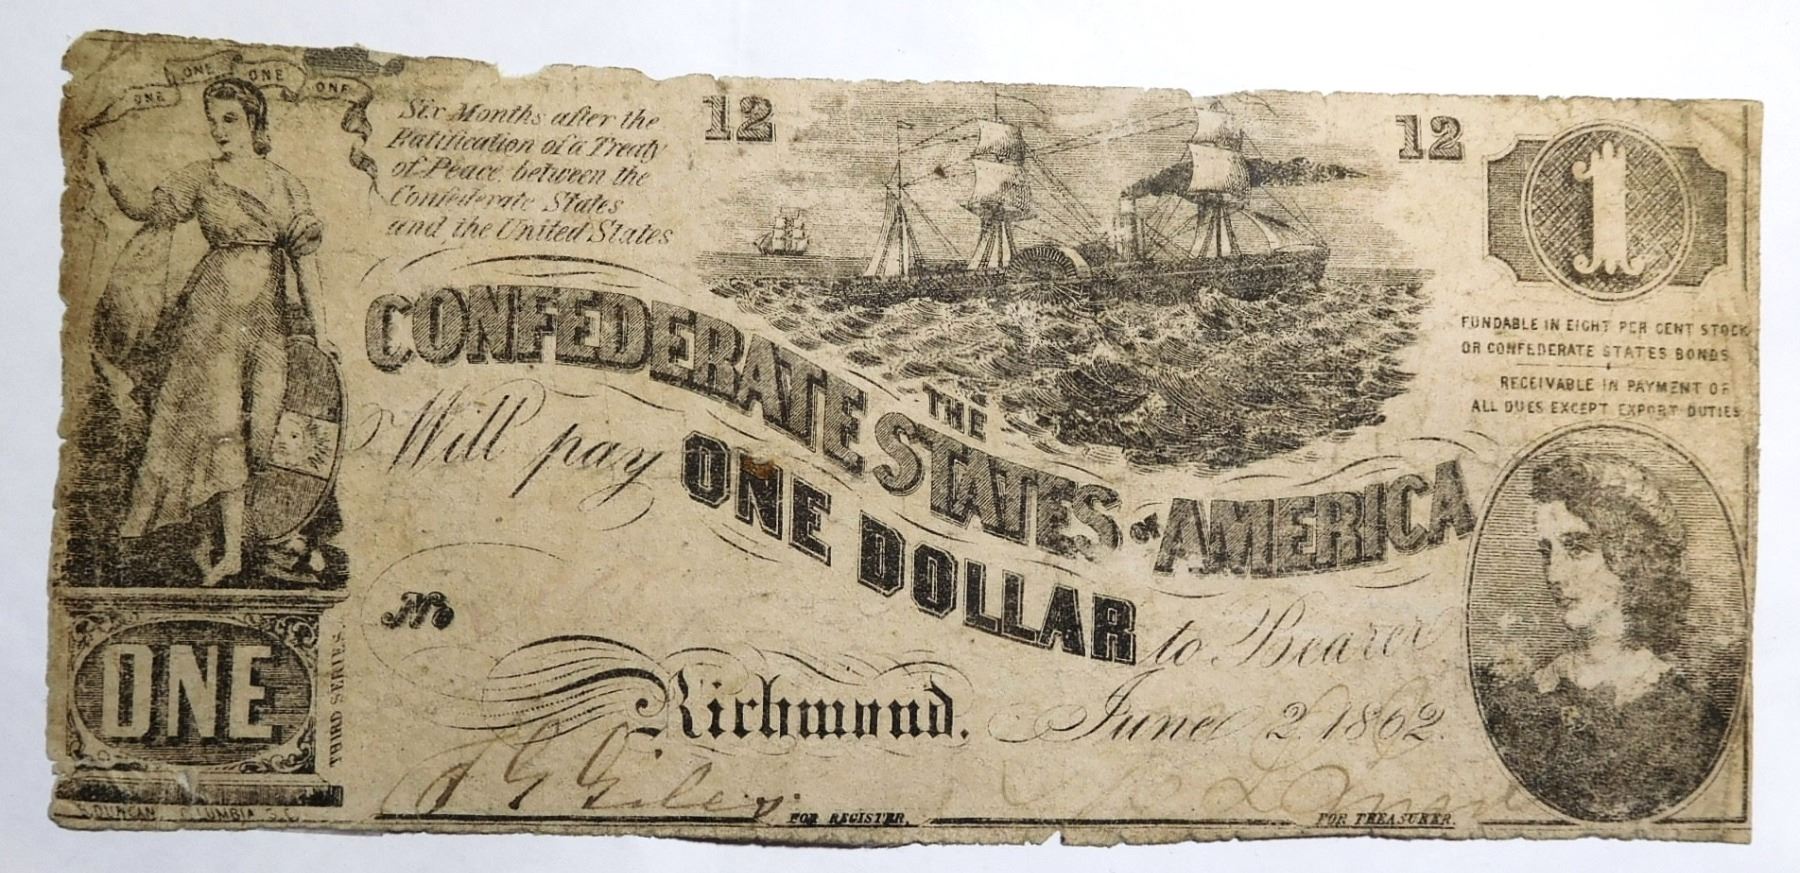 ONE ONE ONE ONE
Six Months after the
Ratification of a Treaty
of Peace between the
Confederate States
and the United States
12
12
1
FUNDABLE IN EIGHT PER CENT STOCK
OR CONFEDERATE STATES BONDS
RECEIVABLE IN PAYMENT OF
ALL DUES EXCEPT EXPORT DUTIES
THE
CONFEDERATE STATES OF AMERICA
Will pay ONE DOLLAR to Bearer
No
Richmond. June 2, 1862.
ONE
THIRD SERIES.
DUNCAN COLUMBIA S.C.
FOR REGISTER.
FOR TREASURER.